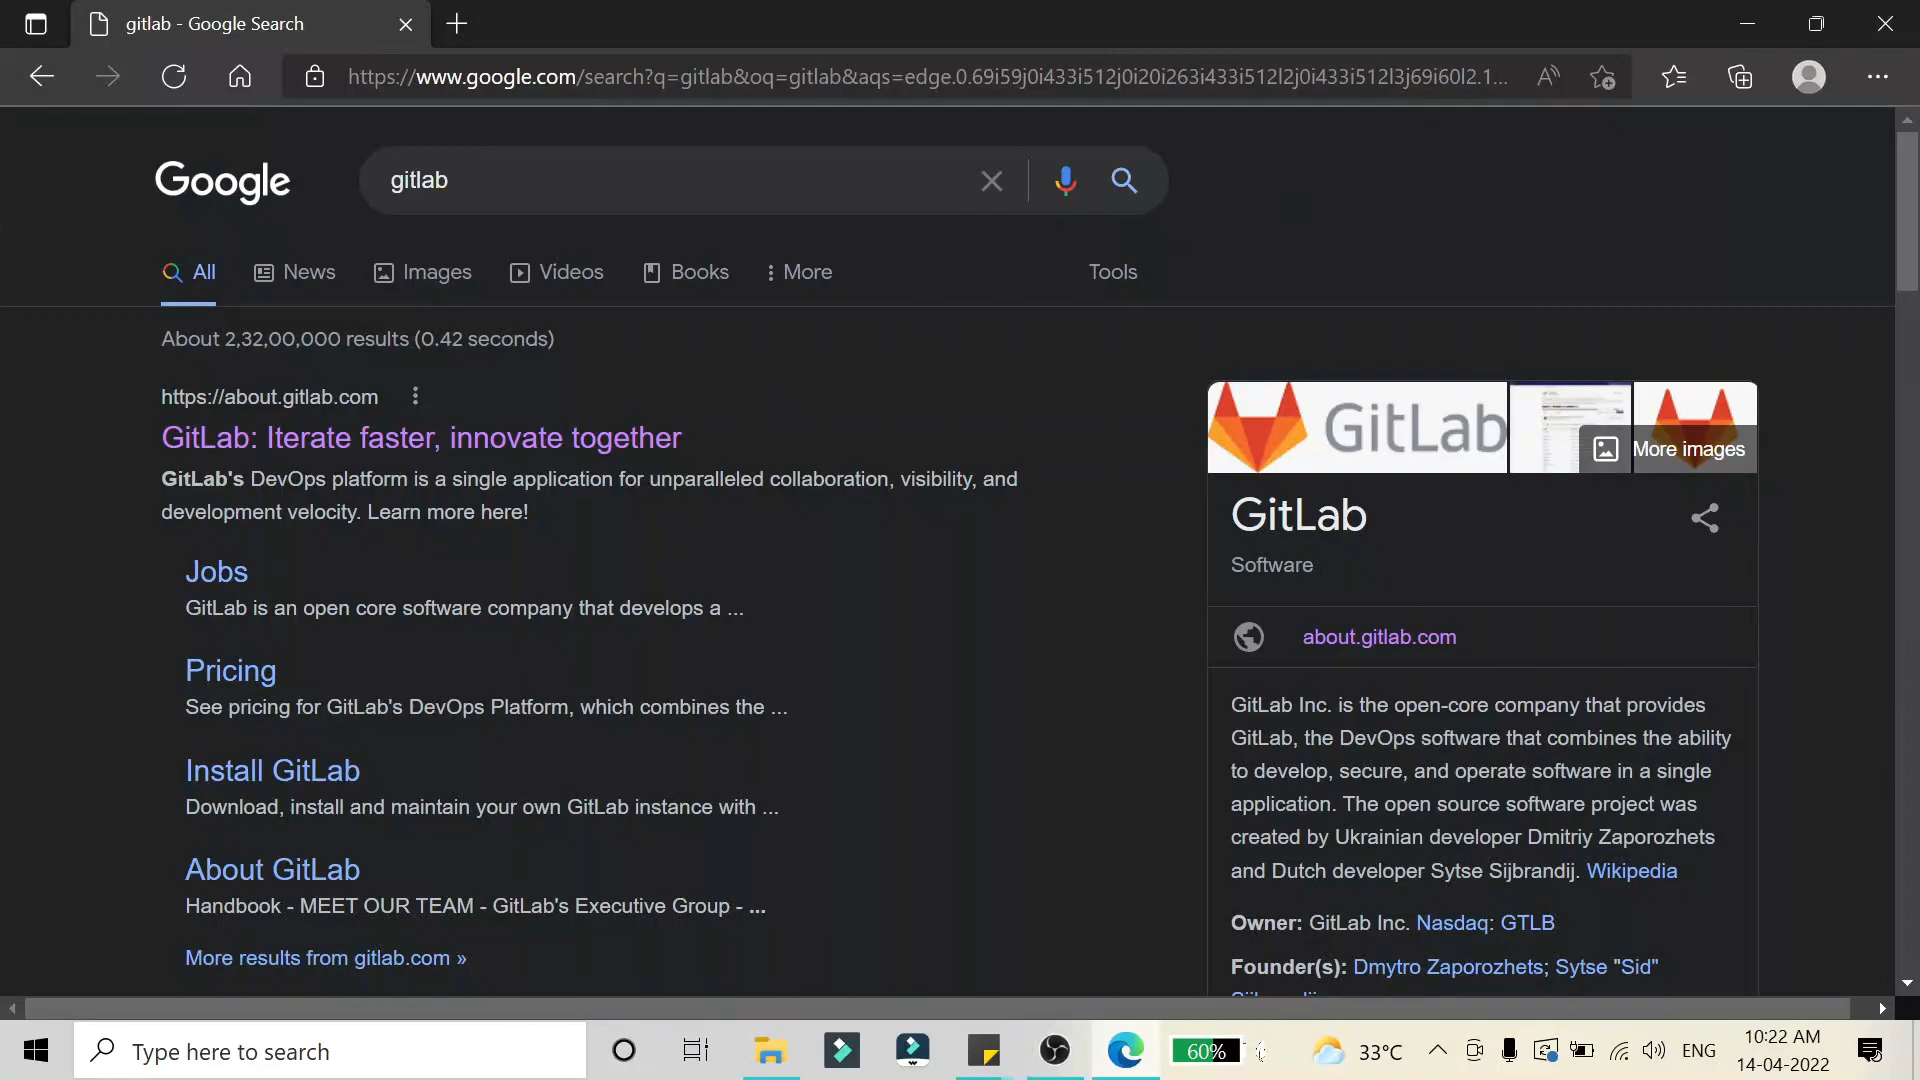 gitlab - Google Search
https://www.google.com/search?q=gitlab&oq=gitlab&aqs=edge.0.69i59j0i433i512j0i20i263i433i512l2j0i433i512l3j69i60l2.1...
Google
gitlab
All
News
Images
Videos
Books
More
Tools
About 2,32,00,000 results (0.42 seconds)
https://about.gitlab.com
GitLab: Iterate faster, innovate together
GitLab's DevOps platform is a single application for unparalleled collaboration, visibility, and
development velocity. Learn more here!
Jobs
GitLab is an open core software company that develops a ...
Pricing
See pricing for GitLab's DevOps Platform, which combines the ...
Install GitLab
Download, install and maintain your own GitLab instance with ...
About GitLab
Handbook - MEET OUR TEAM - GitLab's Executive Group - ...
More results from gitlab.com »
GitLab
More images
GitLab
Software
about.gitlab.com
GitLab Inc. is the open-core company that provides
GitLab, the DevOps software that combines the ability
to develop, secure, and operate software in a single
application. The open source software project was
created by Ukrainian developer Dmitriy Zaporozhets
and Dutch developer Sytse Sijbrandij. Wikipedia
Owner: GitLab Inc. Nasdaq: GTLB
Founder(s): Dmytro Zaporozhets; Sytse "Sid"
Type here to search
60%
33°C
ENG
10:22 AM
14-04-2022